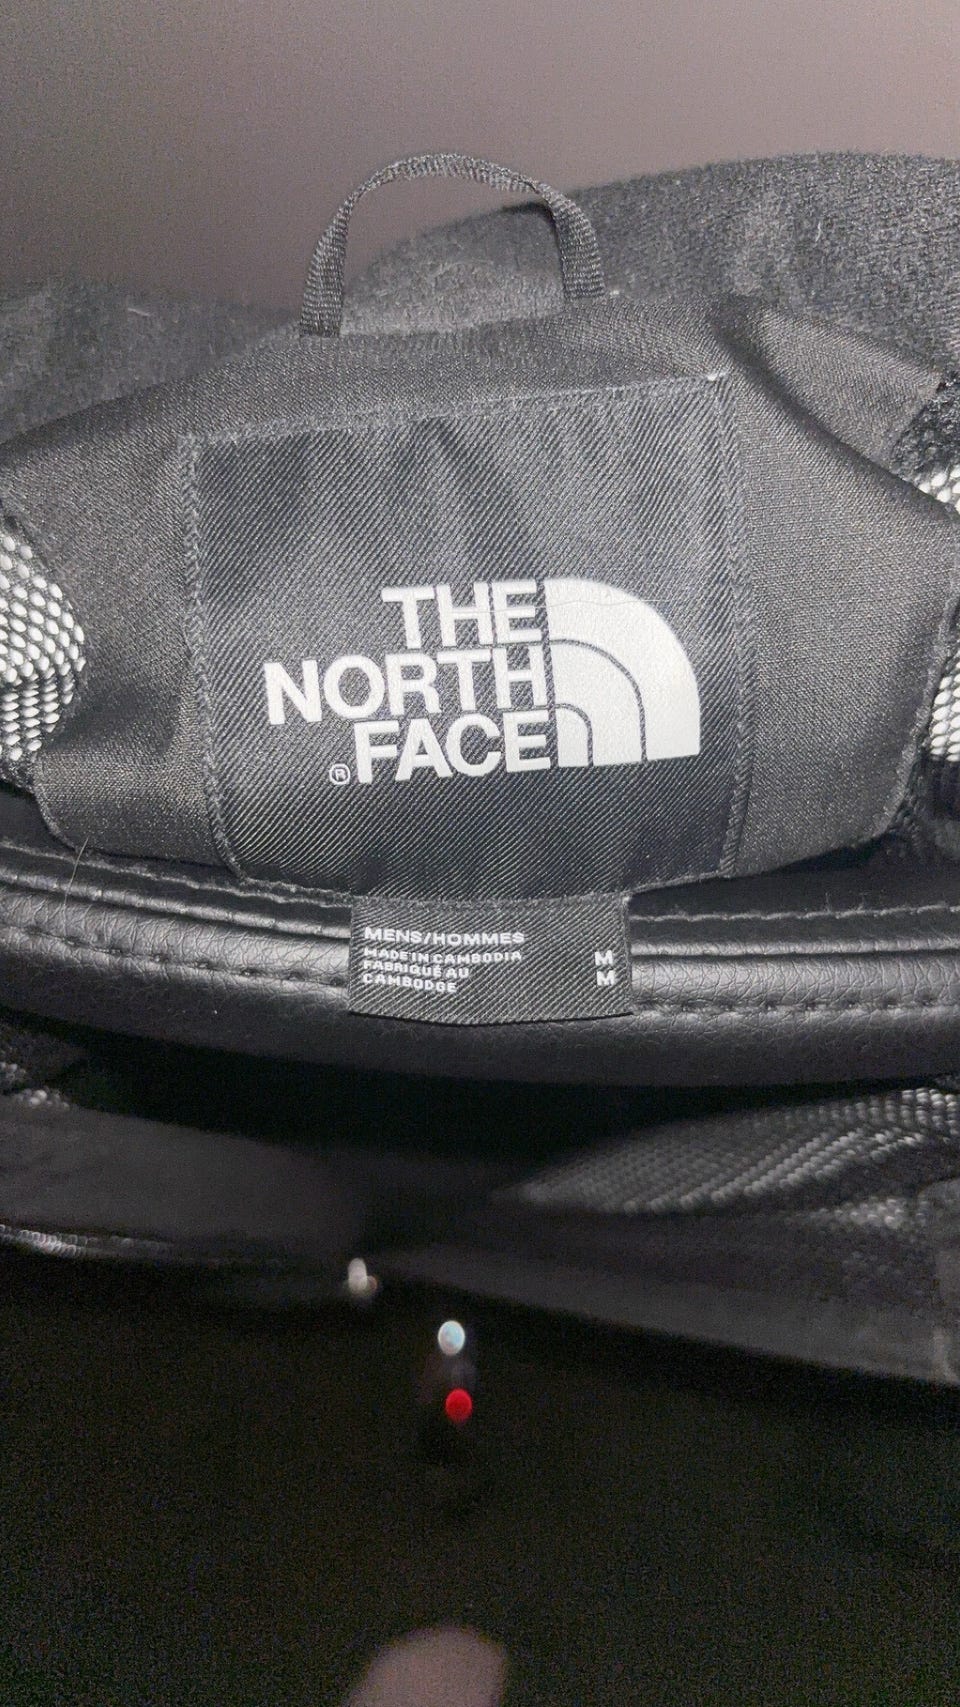 THE
NORTH
FACE
®
MENS/HOMMES
MADE IN CAMBODIA M
FABRIQUÉ AU M
CAMBODGE